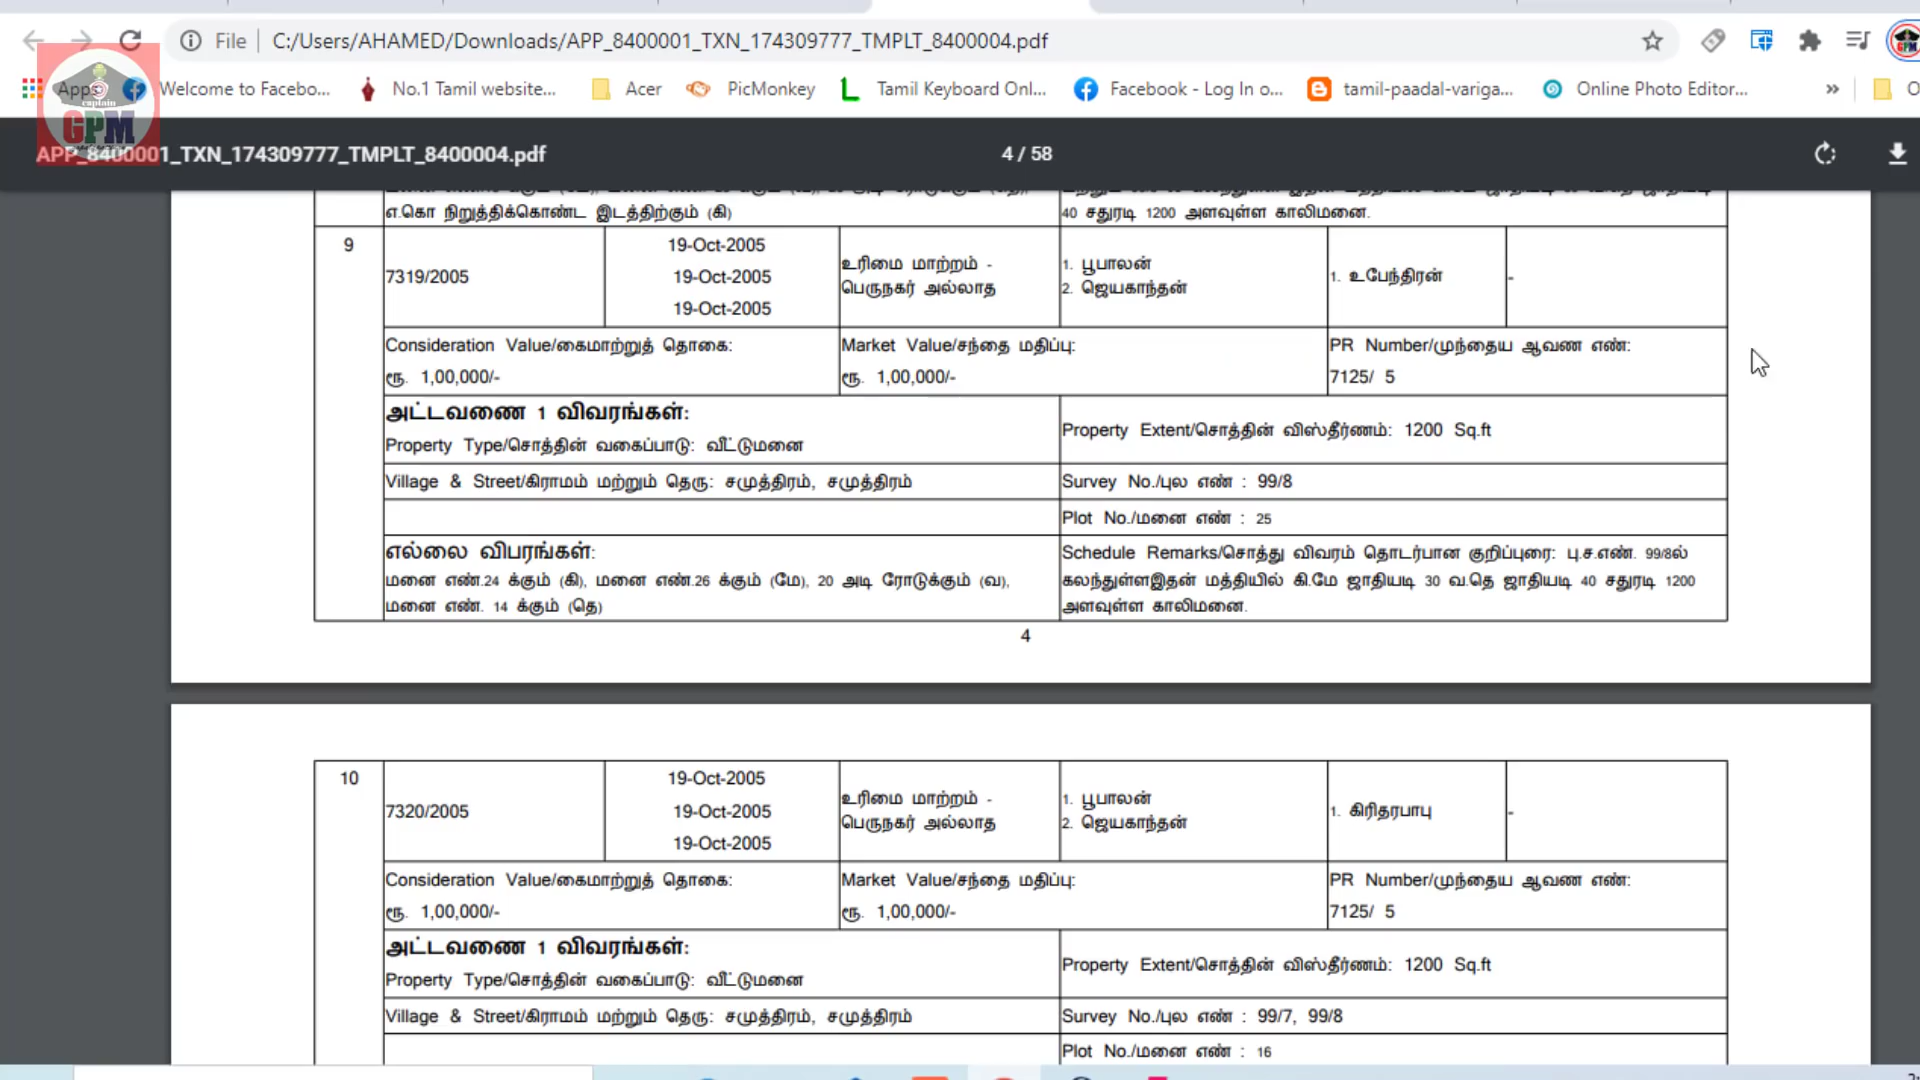 File C:/Users/AHAMED/Downloads/APP_8400001_TXN_174309777_TMPLT_8400004.pdf
Apps Welcome to Facebo... No.1 Tamil website... Acer PicMonkey Tamil Keyboard Onl... Facebook - Log In o... tamil-paadal-variga... Online Photo Editor... »
captain
GPM
APP_8400001_TXN_174309777_TMPLT_8400004.pdf 4 / 58
எ.கொ நிறுத்திக்கொண்ட இடத்திற்கும் (கி)
40 சதுரடி 1200 அளவுள்ள காலிமனை.
9
7319/2005
19-Oct-2005
19-Oct-2005
19-Oct-2005
உரிமை மாற்றம் -
பெருநகர் அல்லாத
1. பூபாலன்
2. ஜெயகாந்தன்
1. உபேந்திரன்
-
Consideration Value/கைமாற்றுத் தொகை:
ரூ. 1,00,000/-
Market Value/சந்தை மதிப்பு:
ரூ. 1,00,000/-
PR Number/முந்தைய ஆவண எண்:
7125/ 5
அட்டவணை 1 விவரங்கள்:
Property Type/சொத்தின் வகைப்பாடு: வீட்டுமனை
Property Extent/சொத்தின் விஸ்தீர்ணம்: 1200 Sq.ft
Village & Street/கிராமம் மற்றும் தெரு: சமுத்திரம், சமுத்திரம்
Survey No./புல எண் : 99/8
Plot No./மனை எண் : 25
எல்லை விபரங்கள்:
மனை எண்.24 க்கும் (கி), மனை எண்.26 க்கும் (மே), 20 அடி ரோடுக்கும் (வ),
மனை எண். 14 க்கும் (தெ)
Schedule Remarks/சொத்து விவரம் தொடர்பான குறிப்புரை: பு.ச.எண். 99/8ல்
கலந்துள்ளஇதன் மத்தியில் கி.மே ஜாதியடி 30 வ.தெ ஜாதியடி 40 சதுரடி 1200
அளவுள்ள காலிமனை.
4
10
7320/2005
19-Oct-2005
19-Oct-2005
19-Oct-2005
உரிமை மாற்றம் -
பெருநகர் அல்லாத
1. பூபாலன்
2. ஜெயகாந்தன்
1. கிரிதரபாபு
-
Consideration Value/கைமாற்றுத் தொகை:
ரூ. 1,00,000/-
Market Value/சந்தை மதிப்பு:
ரூ. 1,00,000/-
PR Number/முந்தைய ஆவண எண்:
7125/ 5
அட்டவணை 1 விவரங்கள்:
Property Type/சொத்தின் வகைப்பாடு: வீட்டுமனை
Property Extent/சொத்தின் விஸ்தீர்ணம்: 1200 Sq.ft
Village & Street/கிராமம் மற்றும் தெரு: சமுத்திரம், சமுத்திரம்
Survey No./புல எண் : 99/7, 99/8
Plot No./மனை எண் : 16